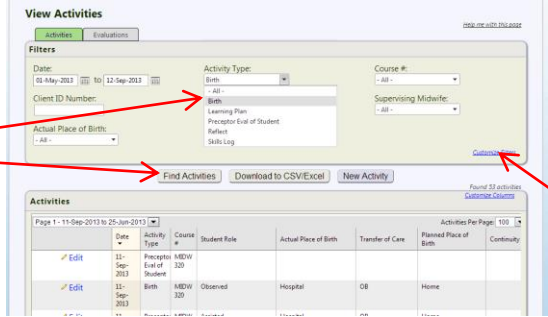 View Activities
Help me with this page
Activities Evaluations
Filters
Date: Activity Type: Course #:
01-May-2013 to 12-Sep-2013 Birth - All -
- All -
Client ID Number: Birth Supervising Midwife:
Learning Plan - All -
Preceptor Eval of Student
Actual Place of Birth: Reflect
- All - Skills Log
Customize Filters
Find Activities Download to CSV/Excel New Activity
Found 53 activities
Activities Customize Columns
Page 1 - 11-Sep-2013 to 25-Jun-2013 Activities Per Page: 100
Date Activity Type Course # Student Role Actual Place of Birth Transfer of Care Planned Place of Birth Continuity
Edit 11-Sep-2013 Preceptor Eval of Student MIDW 320
Edit 11-Sep-2013 Birth MIDW 320 Observed Hospital OB Home